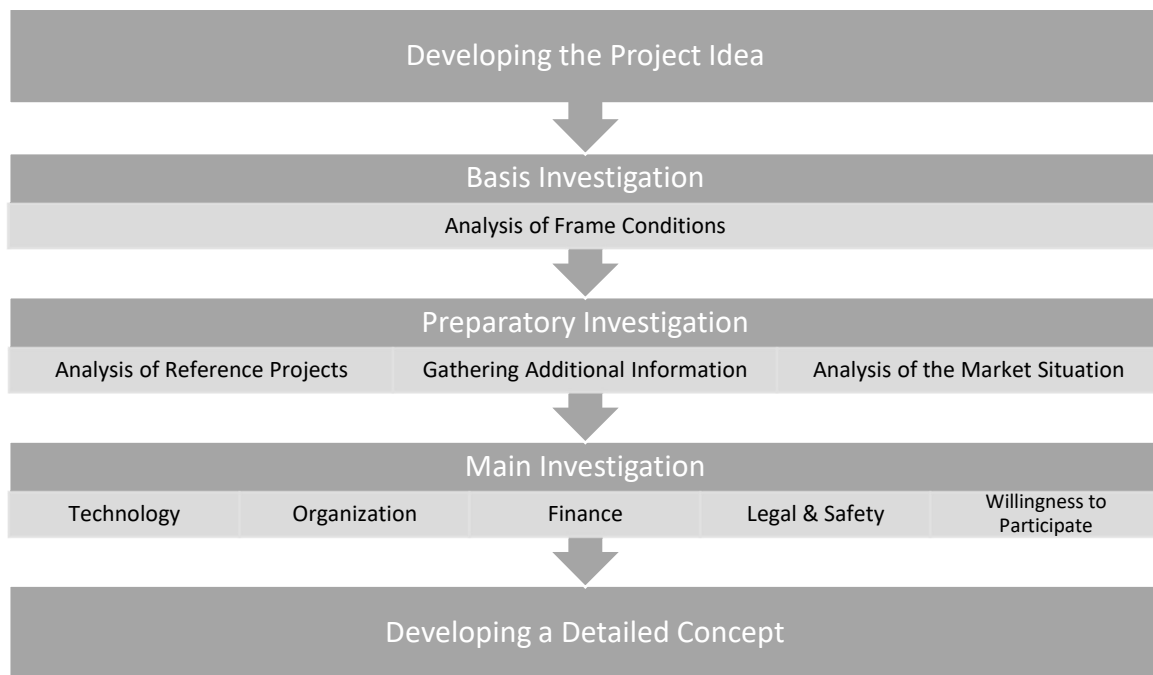 Developing the Project Idea
Basis Investigation
Analysis of Frame Conditions
Preparatory Investigation
Analysis of Reference Projects
Gathering Additional Information
Analysis of the Market Situation
Main Investigation
Technology
Organization
Finance
Legal & Safety
Willingness to
Participate
Developing a Detailed Concept